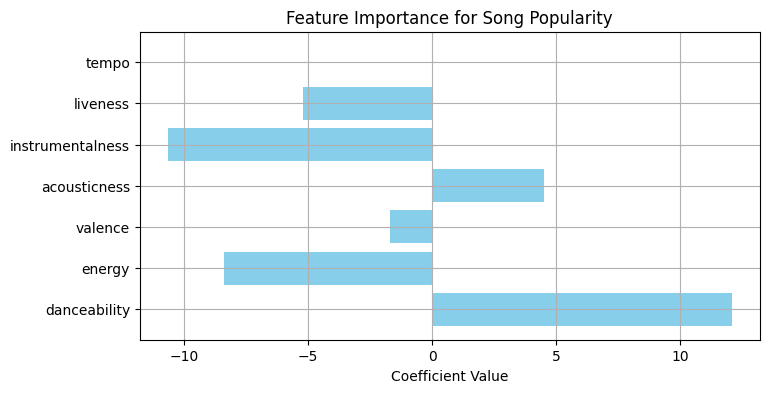 Feature Importance for Song Popularity
tempo
liveness
instrumentalness
acousticness
valence
energy
danceability
−10 −5 0 5 10
Coefficient Value